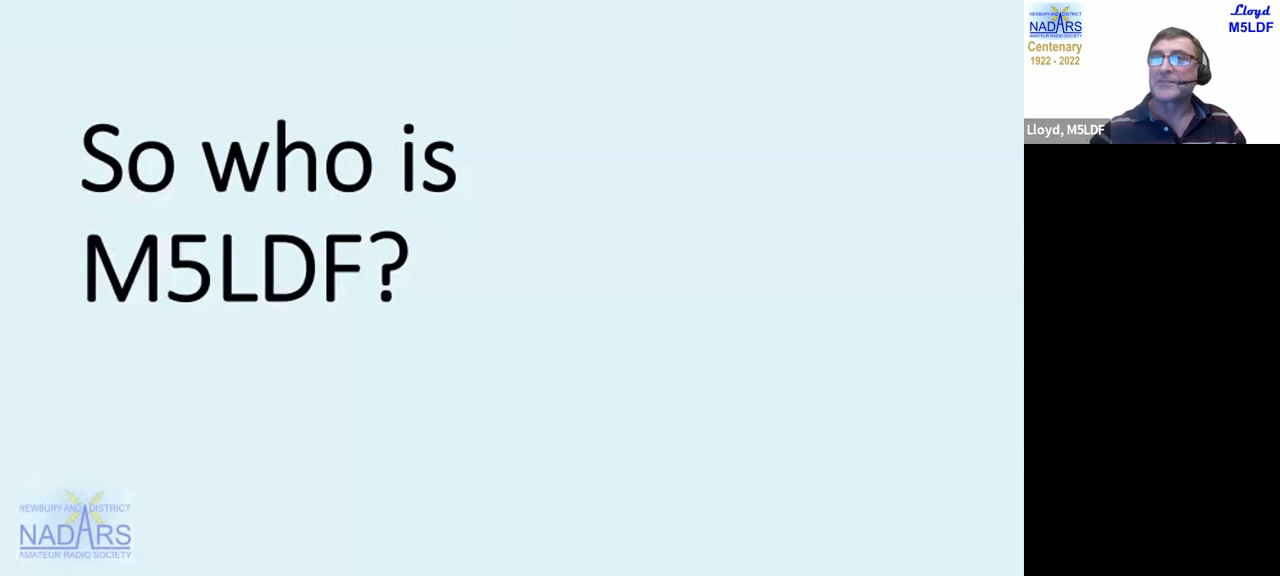 So who is
M5LDF?
NEWBURY AND DISTRICT
NADARS
AMATEUR RADIO SOCIETY
NEWBURY AND DISTRICT
NADARS
AMATEUR RADIO SOCIETY
Centenary
1922 - 2022
Lloyd
M5LDF
Lloyd, M5LDF